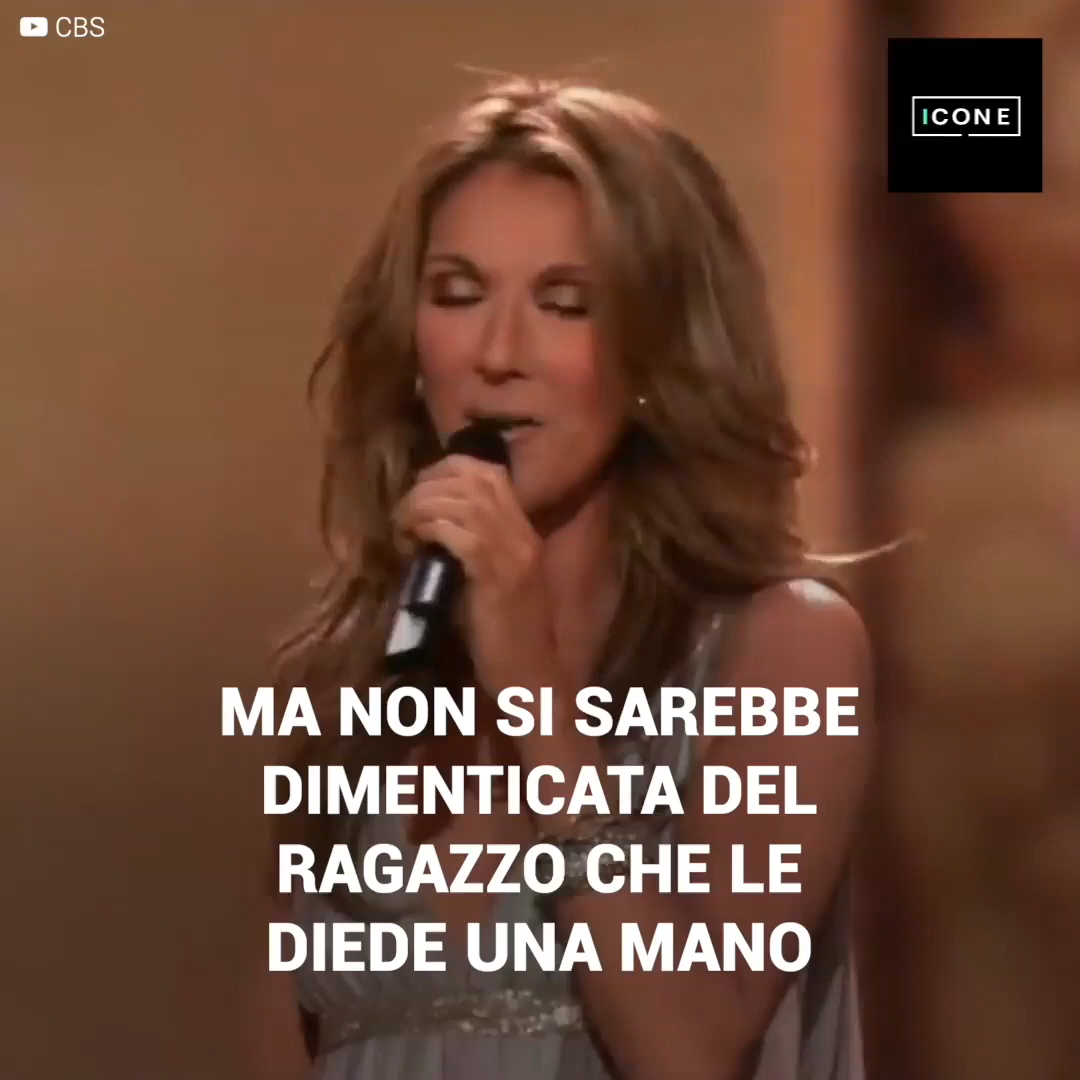 CBS
ICONE
MA NON SI SAREBBE
DIMENTICATA DEL
RAGAZZO CHE LE
DIEDE UNA MANO